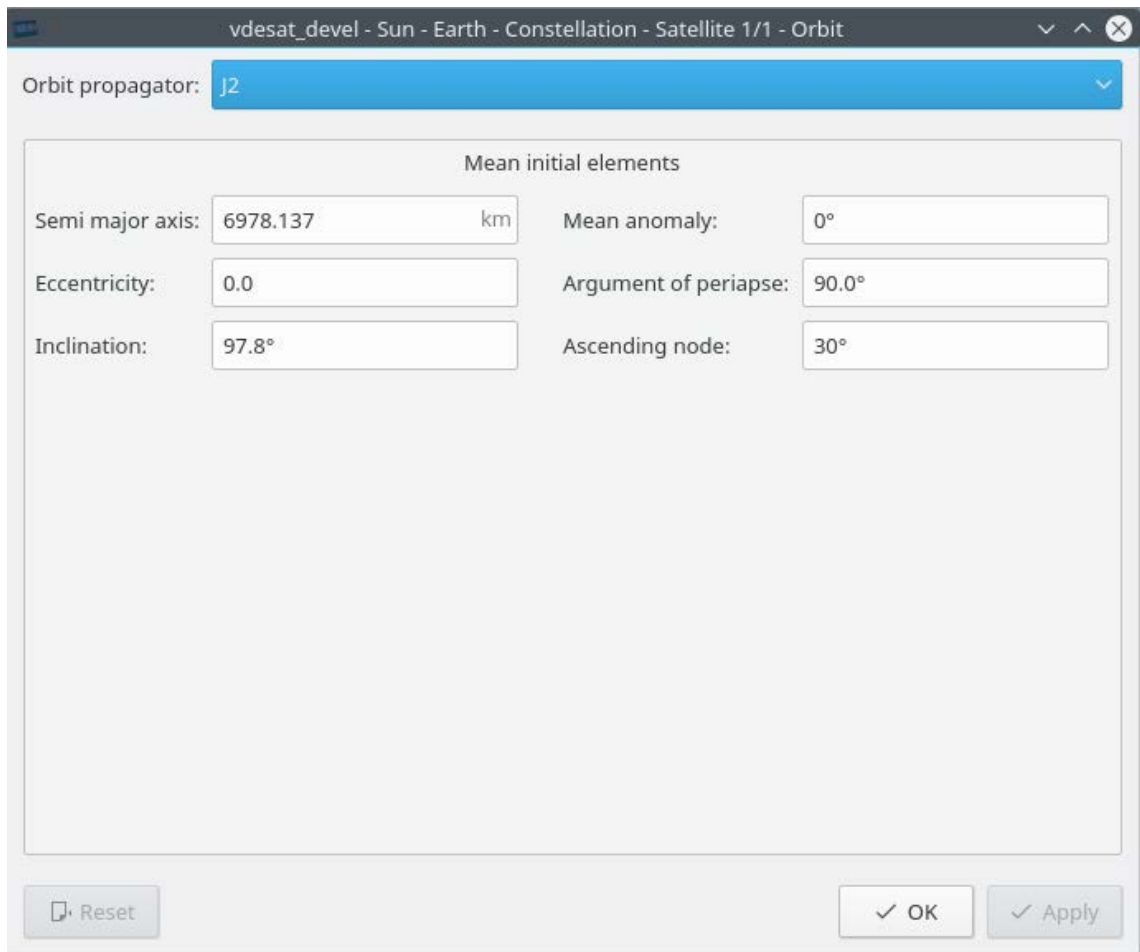 vdesat_devel - Sun - Earth - Constellation - Satellite 1/1 - Orbit
Orbit propagator: J2
Mean initial elements
Semi major axis: 6978.137 km Mean anomaly: 0°
Eccentricity: 0.0 Argument of periapse: 90.0°
Inclination: 97.8° Ascending node: 30°
Reset OK Apply